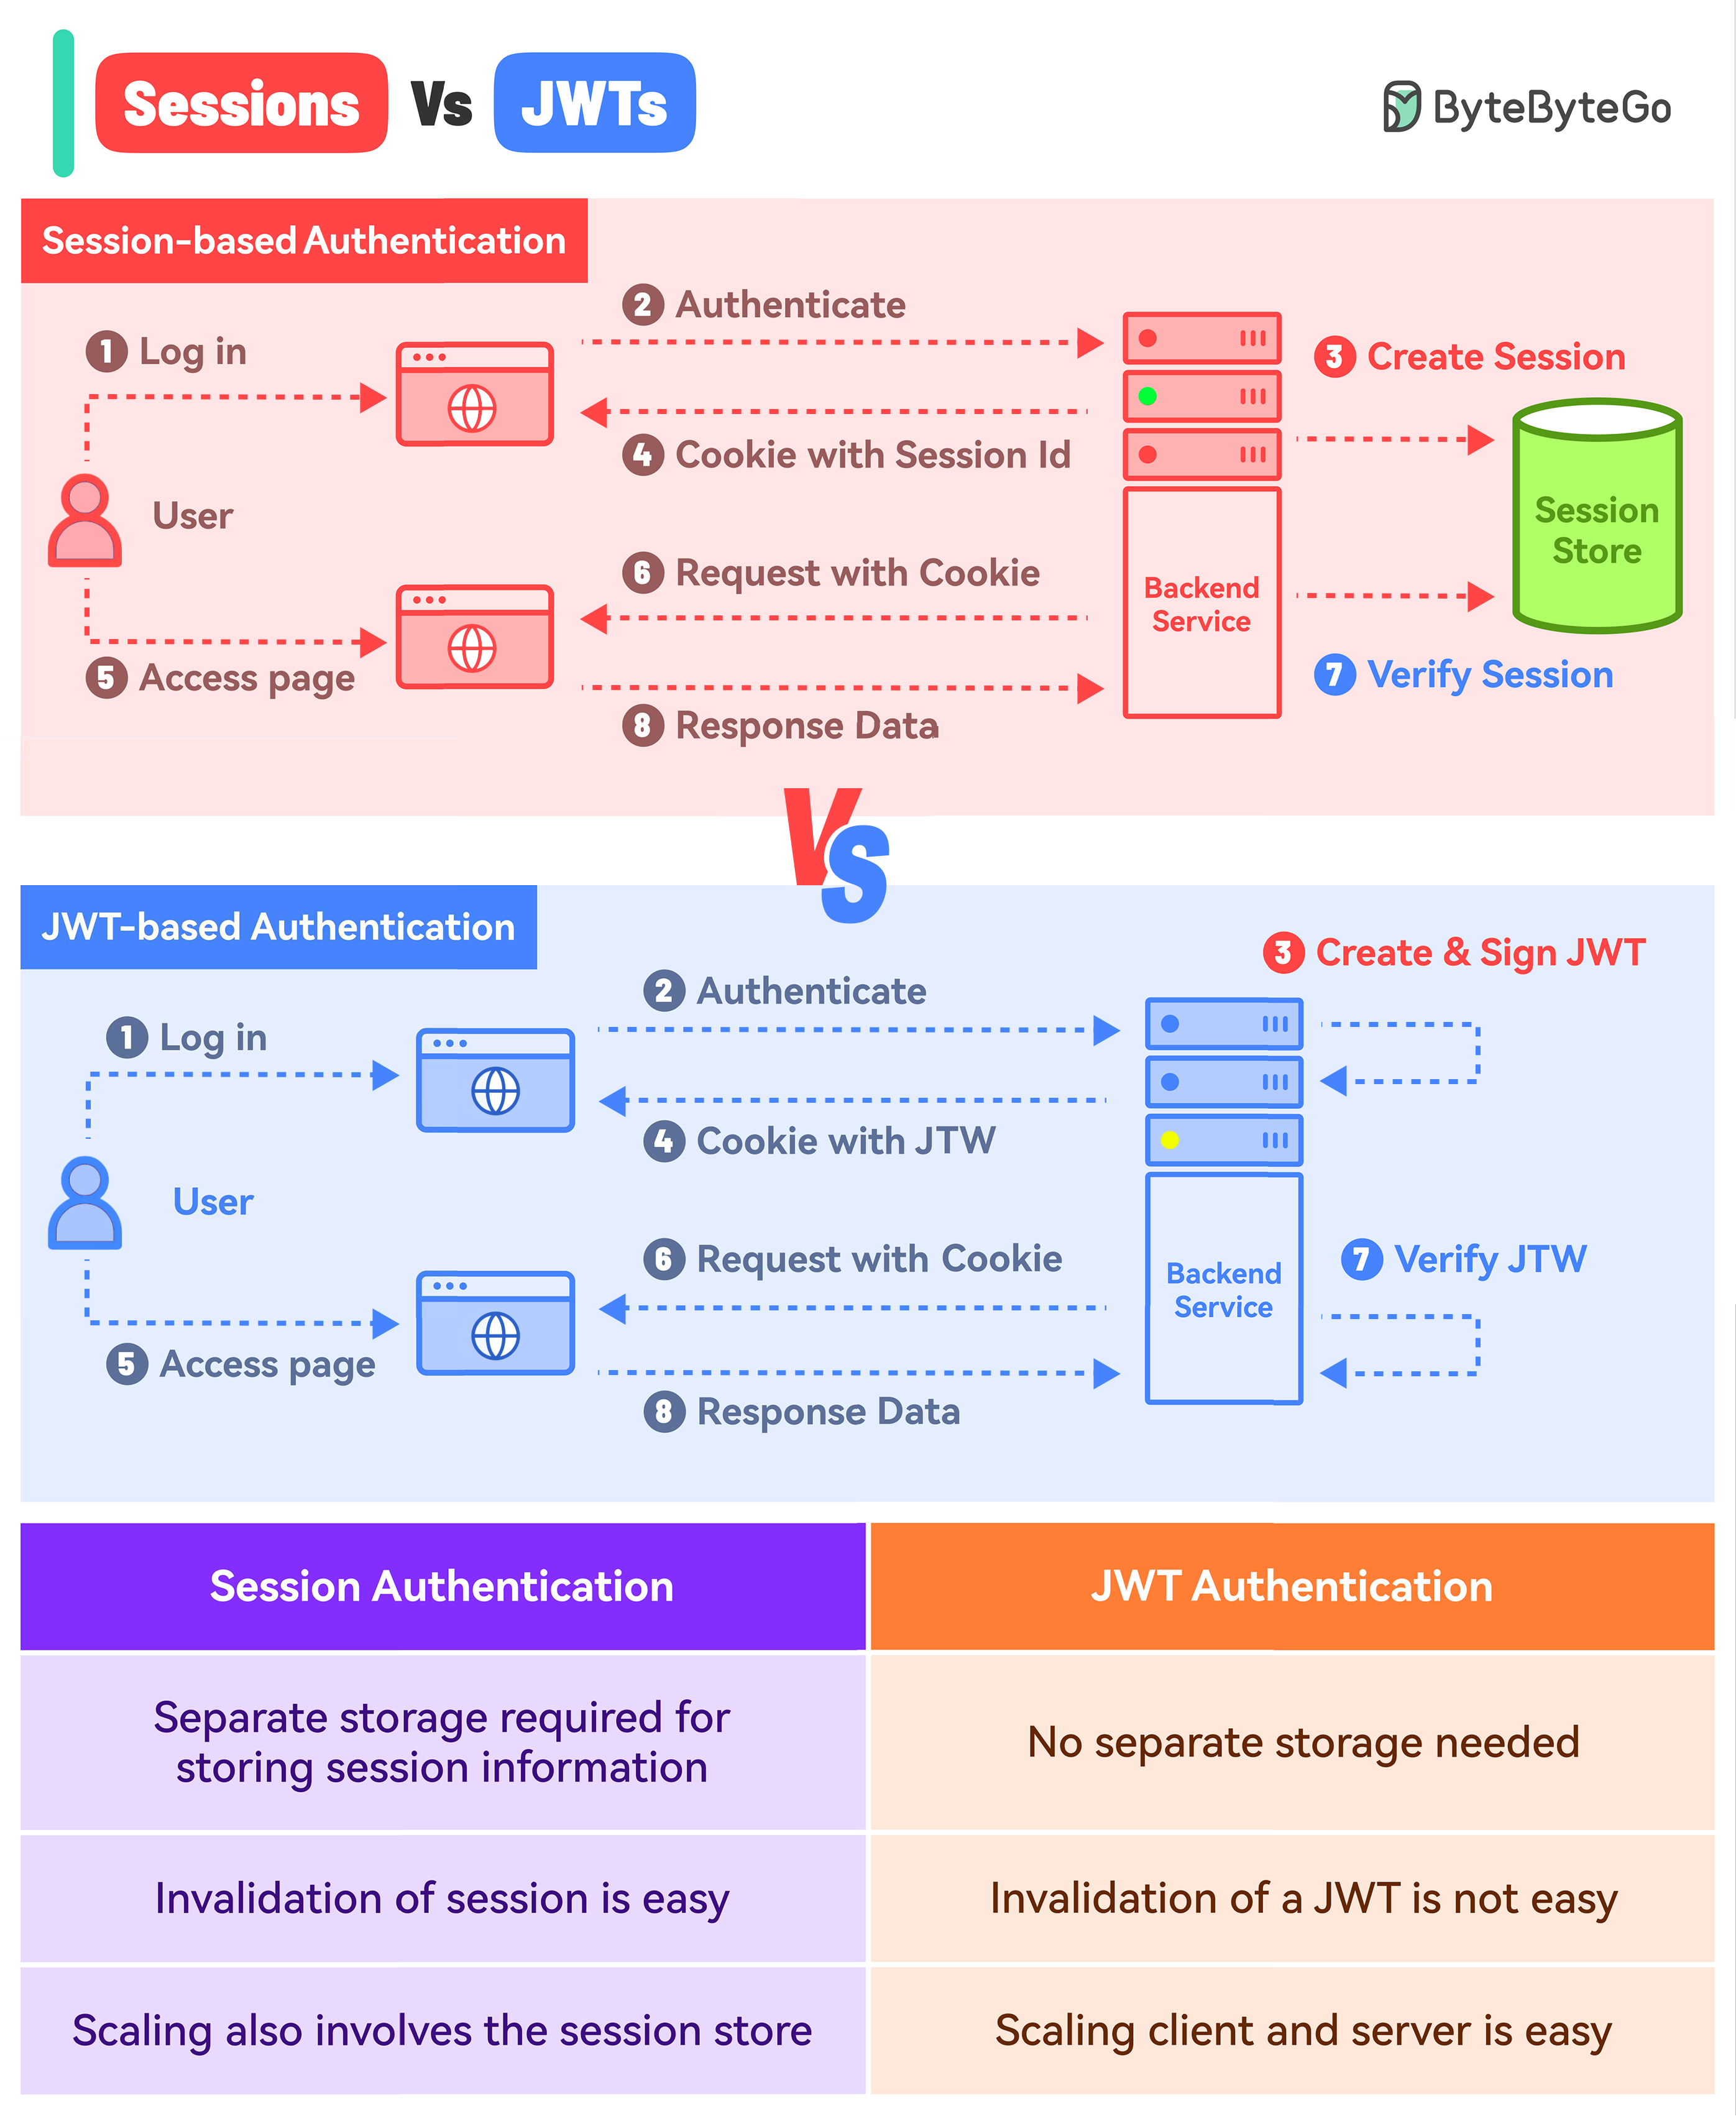 Sessions Vs JWTs
ByteByteGo
Session-based Authentication
1 Log in
2 Authenticate
3 Create Session
4 Cookie with Session Id
User
Session
Store
6 Request with Cookie
Backend
Service
5 Access page
7 Verify Session
8 Response Data
VS
JWT-based Authentication
3 Create & Sign JWT
2 Authenticate
1 Log in
4 Cookie with JTW
User
6 Request with Cookie
7 Verify JTW
Backend
Service
5 Access page
8 Response Data
Session Authentication
JWT Authentication
Separate storage required for
storing session information
No separate storage needed
Invalidation of session is easy
Invalidation of a JWT is not easy
Scaling also involves the session store
Scaling client and server is easy